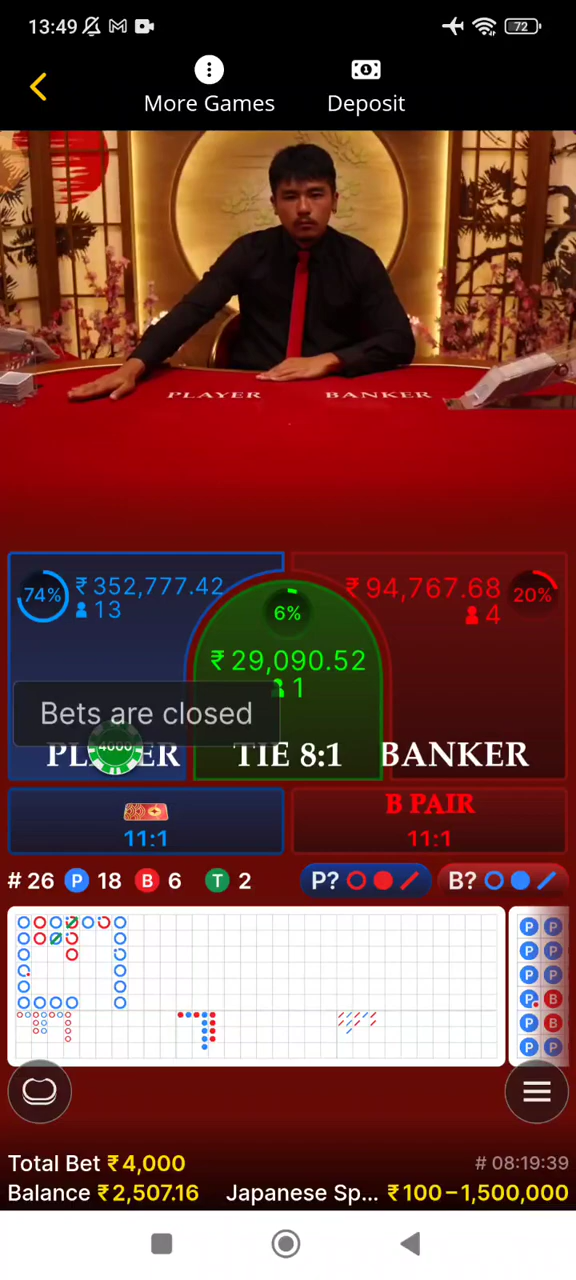 13:49
72
More Games Deposit
PLAYER BANKER
74% ₹352,777.42
13
₹94,767.68 20%
4
6%
₹29,090.52
1
Bets are closed
4000
PLAYER TIE 8:1 BANKER
11:1
B PAIR
11:1
# 26 P 18 B 6 T 2 P? B?
P P
P P
P P
P B
P B
P P
Total Bet ₹4,000 # 08:19:39
Balance ₹2,507.16 Japanese Sp... ₹100–1,500,000